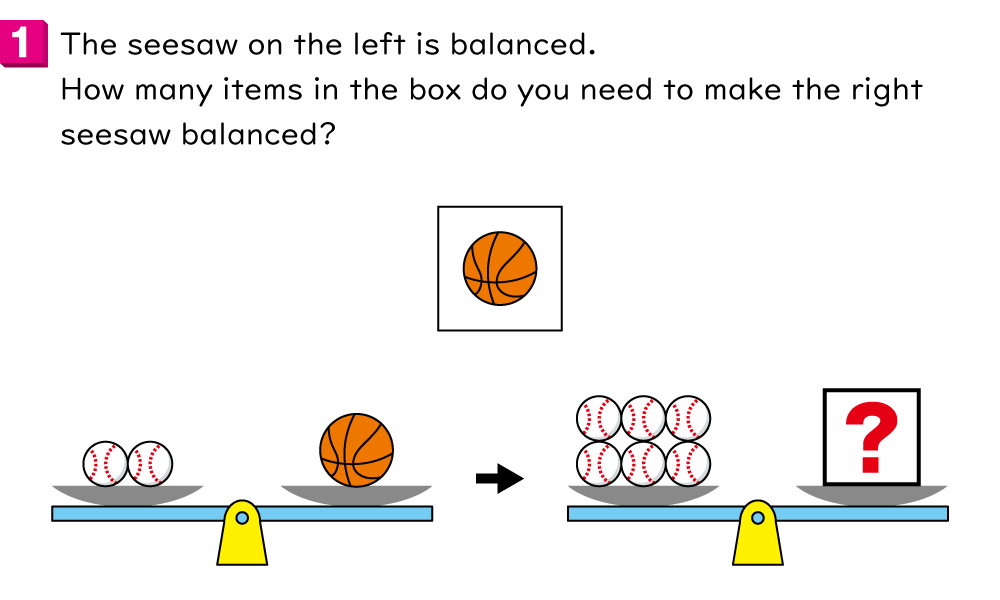 1 The seesaw on the left is balanced.
How many items in the box do you need to make the right
seesaw balanced?
?